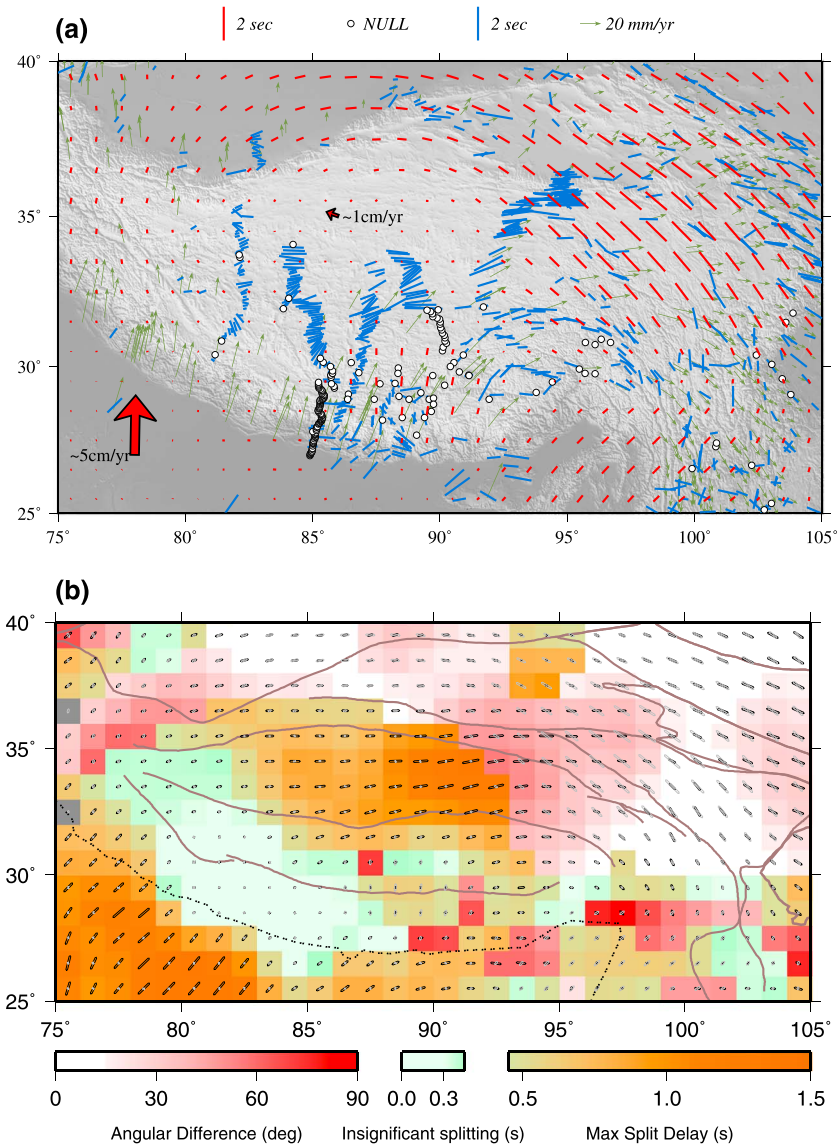 (a)
2 sec NULL 2 sec 20 mm/yr
40˚
35˚
30˚
25˚
75˚ 80˚ 85˚ 90˚ 95˚ 100˚ 105˚
~1cm/yr
~5cm/yr
(b)
40˚
35˚
30˚
25˚
75˚ 80˚ 85˚ 90˚ 95˚ 100˚ 105˚
0 30 60 90 0.0 0.3 0.5 1.0 1.5
Angular Difference (deg) Insignificant splitting (s) Max Split Delay (s)